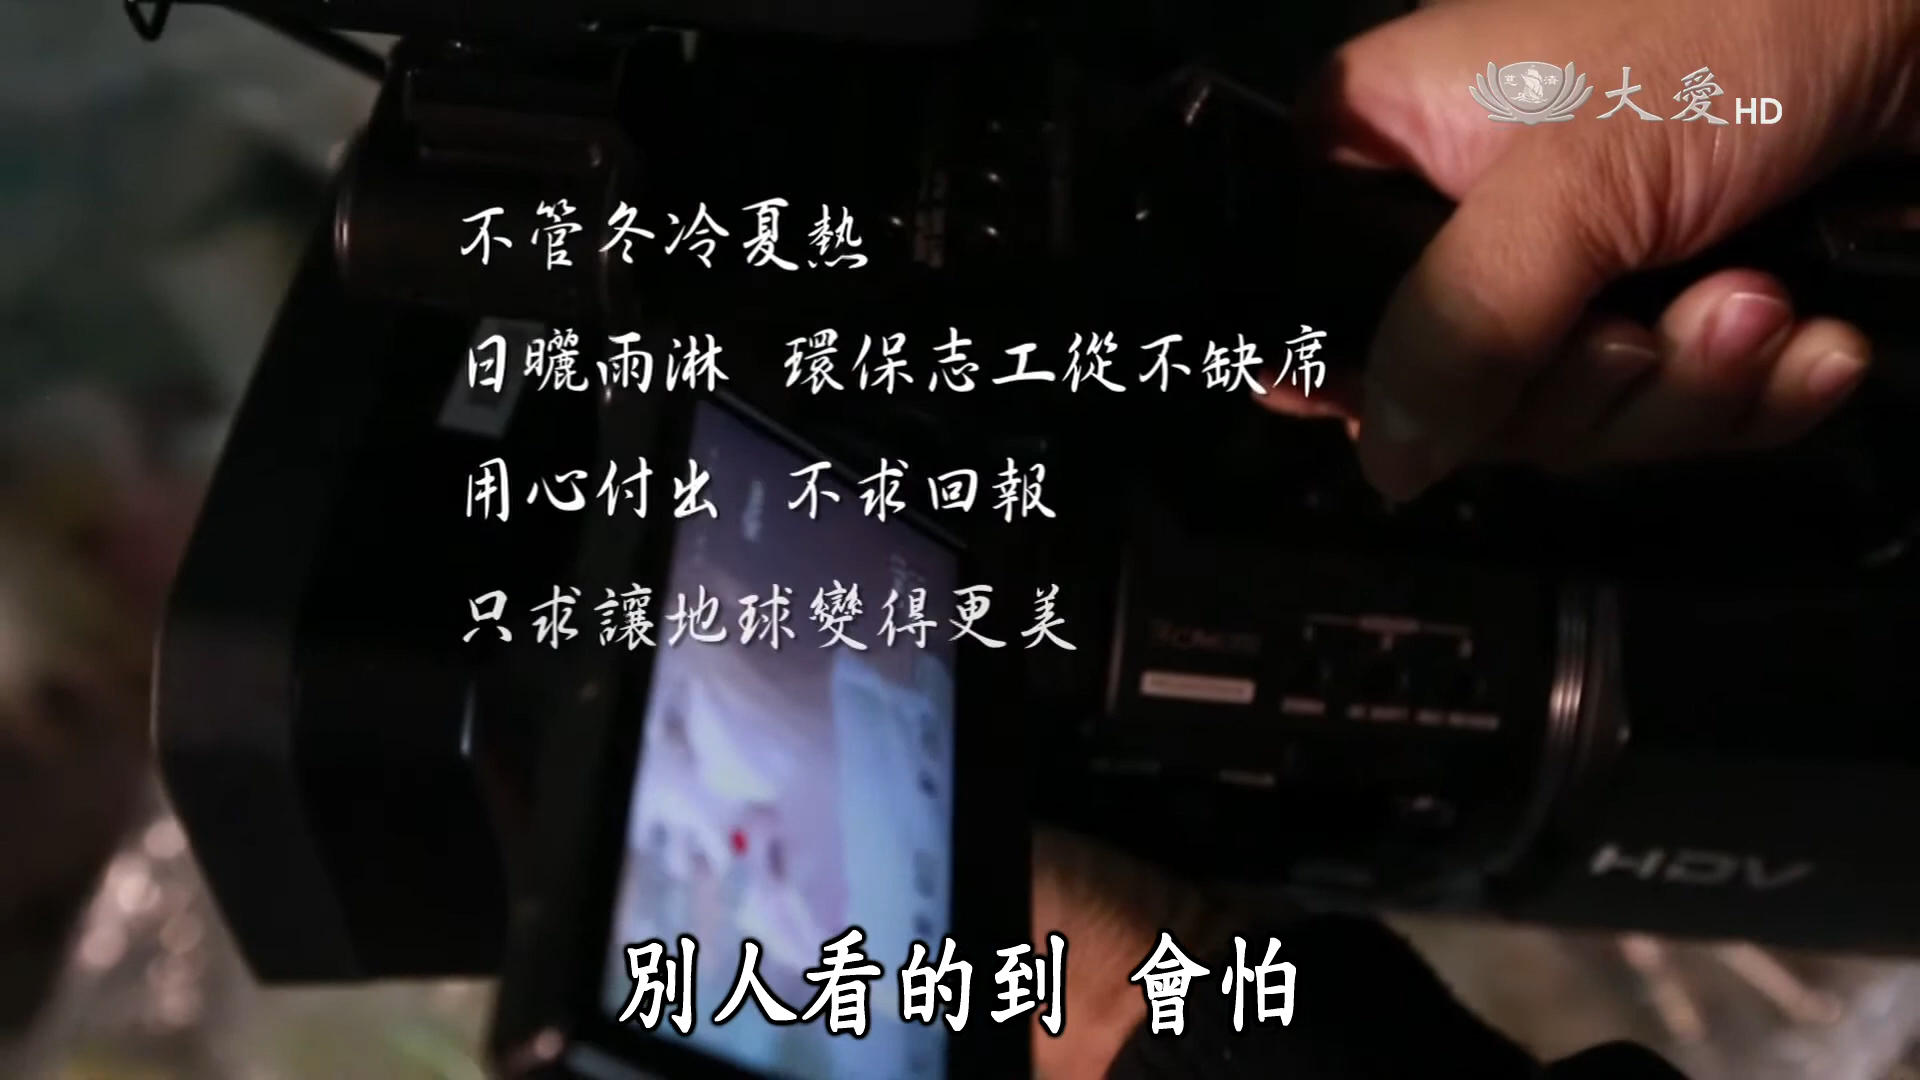 大愛HD
不管冬冷夏熱
日曬雨淋 環保志工從不缺席
用心付出 不求回報
只求讓地球變得更美
HDV
別人看的到 會怕